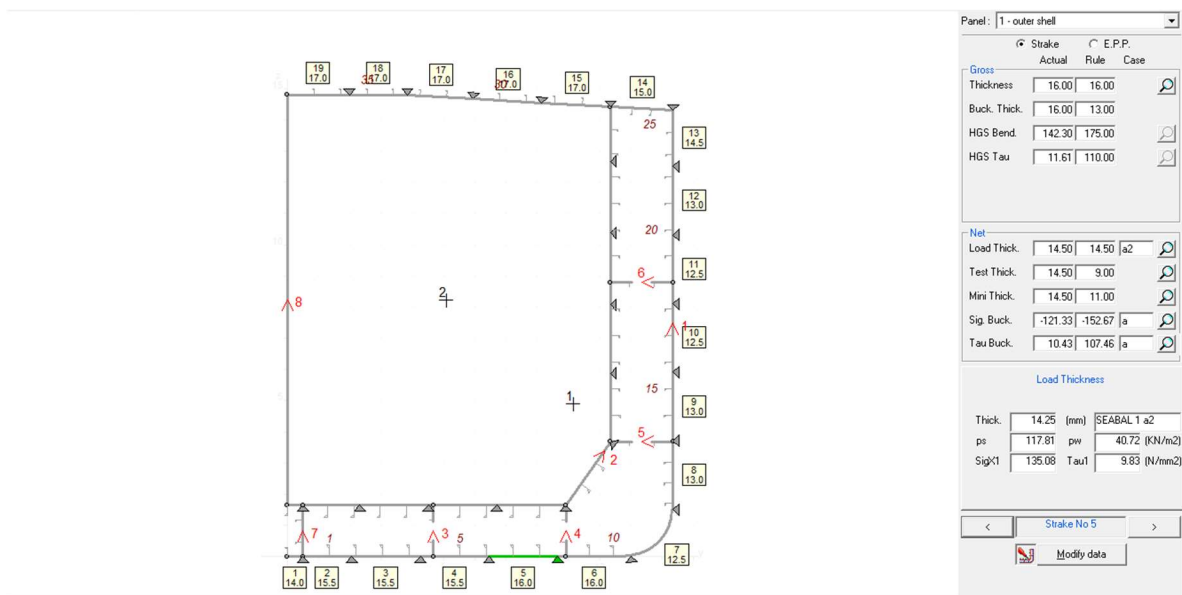 Panel : 1 - outer shell
Strake E.P.P.
Actual Rule Case
Gross
Thickness 16.00 16.00
Buck. Thick. 16.00 13.00
HGS Bend. 142.30 175.00
HGS Tau 11.61 110.00
Net
Load Thick. 14.50 14.50 a2
Test Thick. 14.50 9.00
Mini Thick. 14.50 11.00
Sig. Buck. -121.33 -152.67 a
Tau Buck. 10.43 107.46 a
Load Thickness
Thick. 14.25 (mm) SEABAL 1 a2
ps 117.81 pw 40.72 (KN/m2)
SigX1 135.08 Tau1 9.83 (N/mm2)
< Strake No 5 >
Modify data
19 18 17 16 15 14
17.0 17.0 17.0 17.0 17.0 15.0
35 30
25
13
14.5
12
13.0
20
11
12.5
6
2
8
1
10
12.5
15
1
9
13.0
5
2
8
13.0
7 1 3 5 4 10
7
12.5
1 2 3 4 5 6
14.0 15.5 15.5 15.5 16.0 16.0